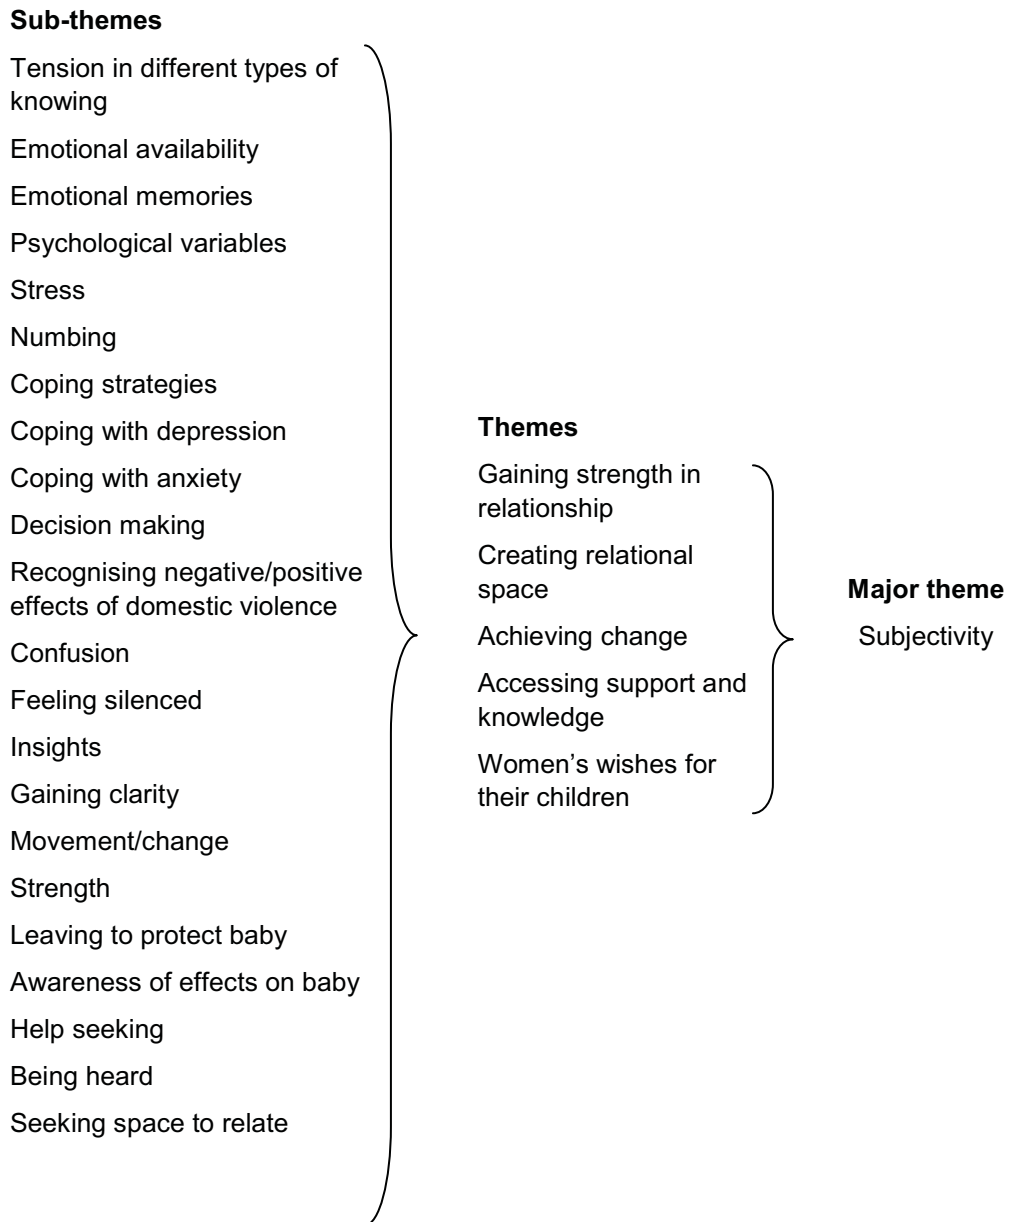 Sub-themes
Tension in different types of
knowing
Emotional availability
Emotional memories
Psychological variables
Stress
Numbing
Coping strategies
Coping with depression
Coping with anxiety
Decision making
Recognising negative/positive
effects of domestic violence
Confusion
Feeling silenced
Insights
Gaining clarity
Movement/change
Strength
Leaving to protect baby
Awareness of effects on baby
Help seeking
Being heard
Seeking space to relate
Themes
Gaining strength in
relationship
Creating relational
space
Achieving change
Accessing support and
knowledge
Women’s wishes for
their children
Major theme
Subjectivity